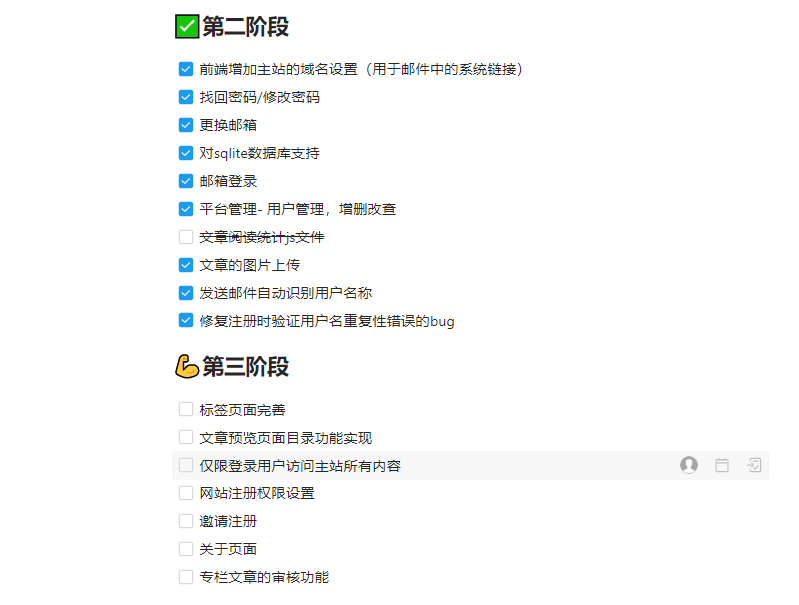 第二阶段
前端增加主站的域名设置（用于邮件中的系统链接）
找回密码/修改密码
更换邮箱
对sqlite数据库支持
邮箱登录
平台管理- 用户管理，增删改查
文章阅读统计js文件
文章的图片上传
发送邮件自动识别用户名称
修复注册时验证用户名重复性错误的bug
第三阶段
标签页面完善
文章预览页面目录功能实现
仅限登录用户访问主站所有内容
网站注册权限设置
邀请注册
关于页面
专栏文章的审核功能